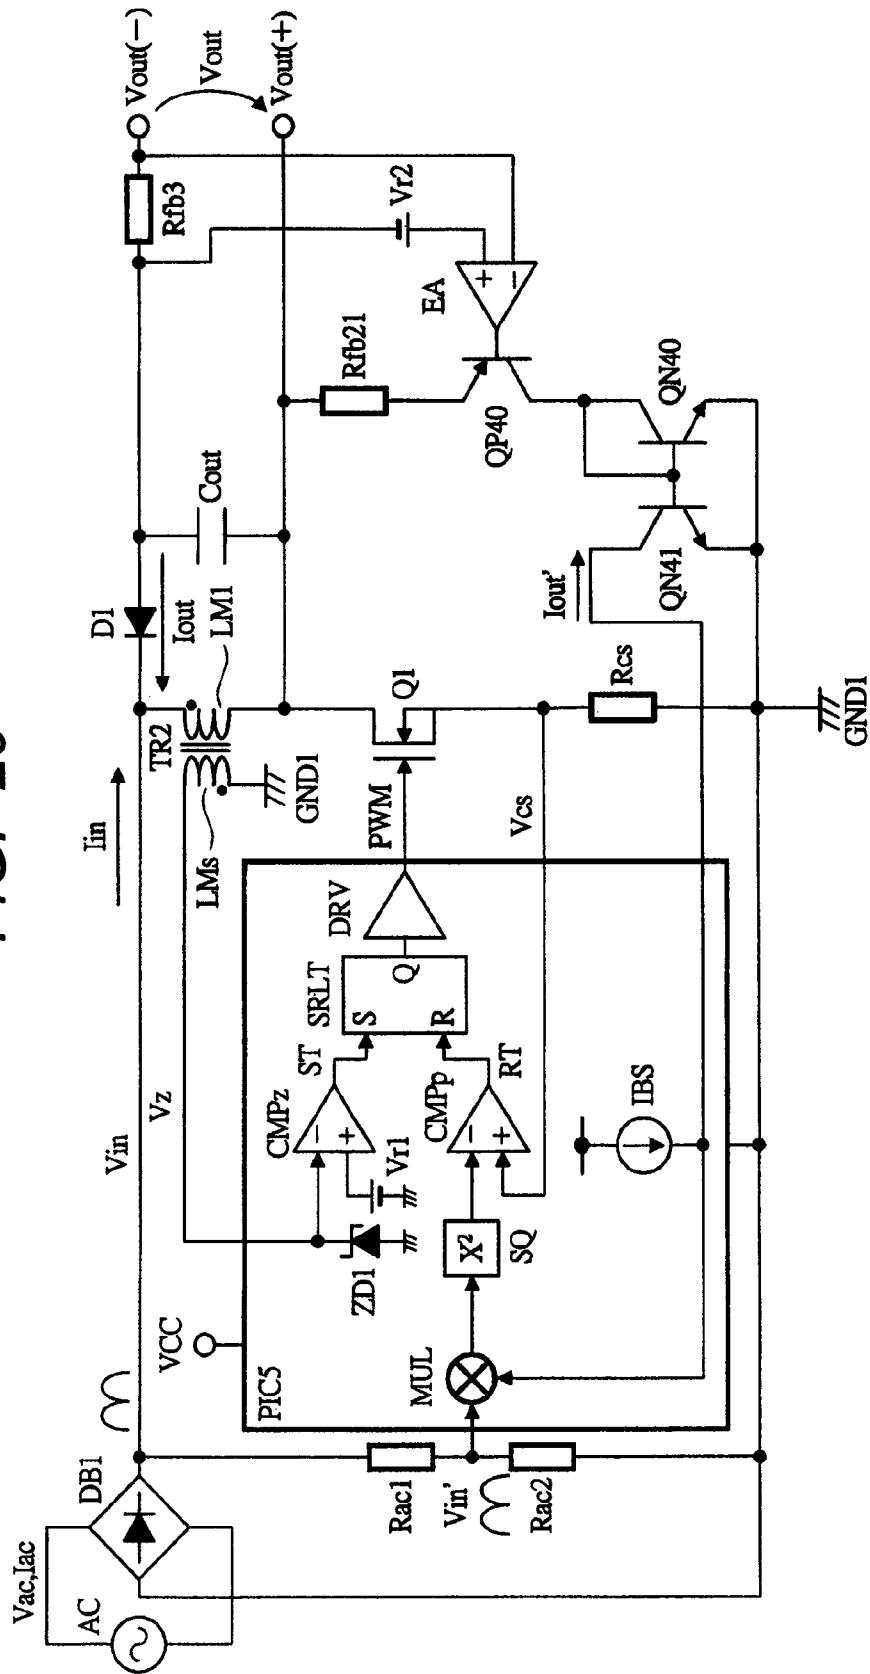 Vac,Iac
AC
DB1
Vin
Iin
VCC
PIC5
Vz
LMs
GND1
TR2
LM1
D1
Iout
Cout
Rfb3
Vout(−)
Vout
Vout(+)
Rac1
Vin'
Rac2
MUL
ZD1
X²
SQ
CMPz
−
+
Vr1
ST
CMPp
−
+
RT
SRLT
S
R
Q
DRV
PWM
Q1
Vcs
Rcs
IBS
GND1
Iout'
QN41
QN40
QP40
Rfb21
EA
+
−
Vr2